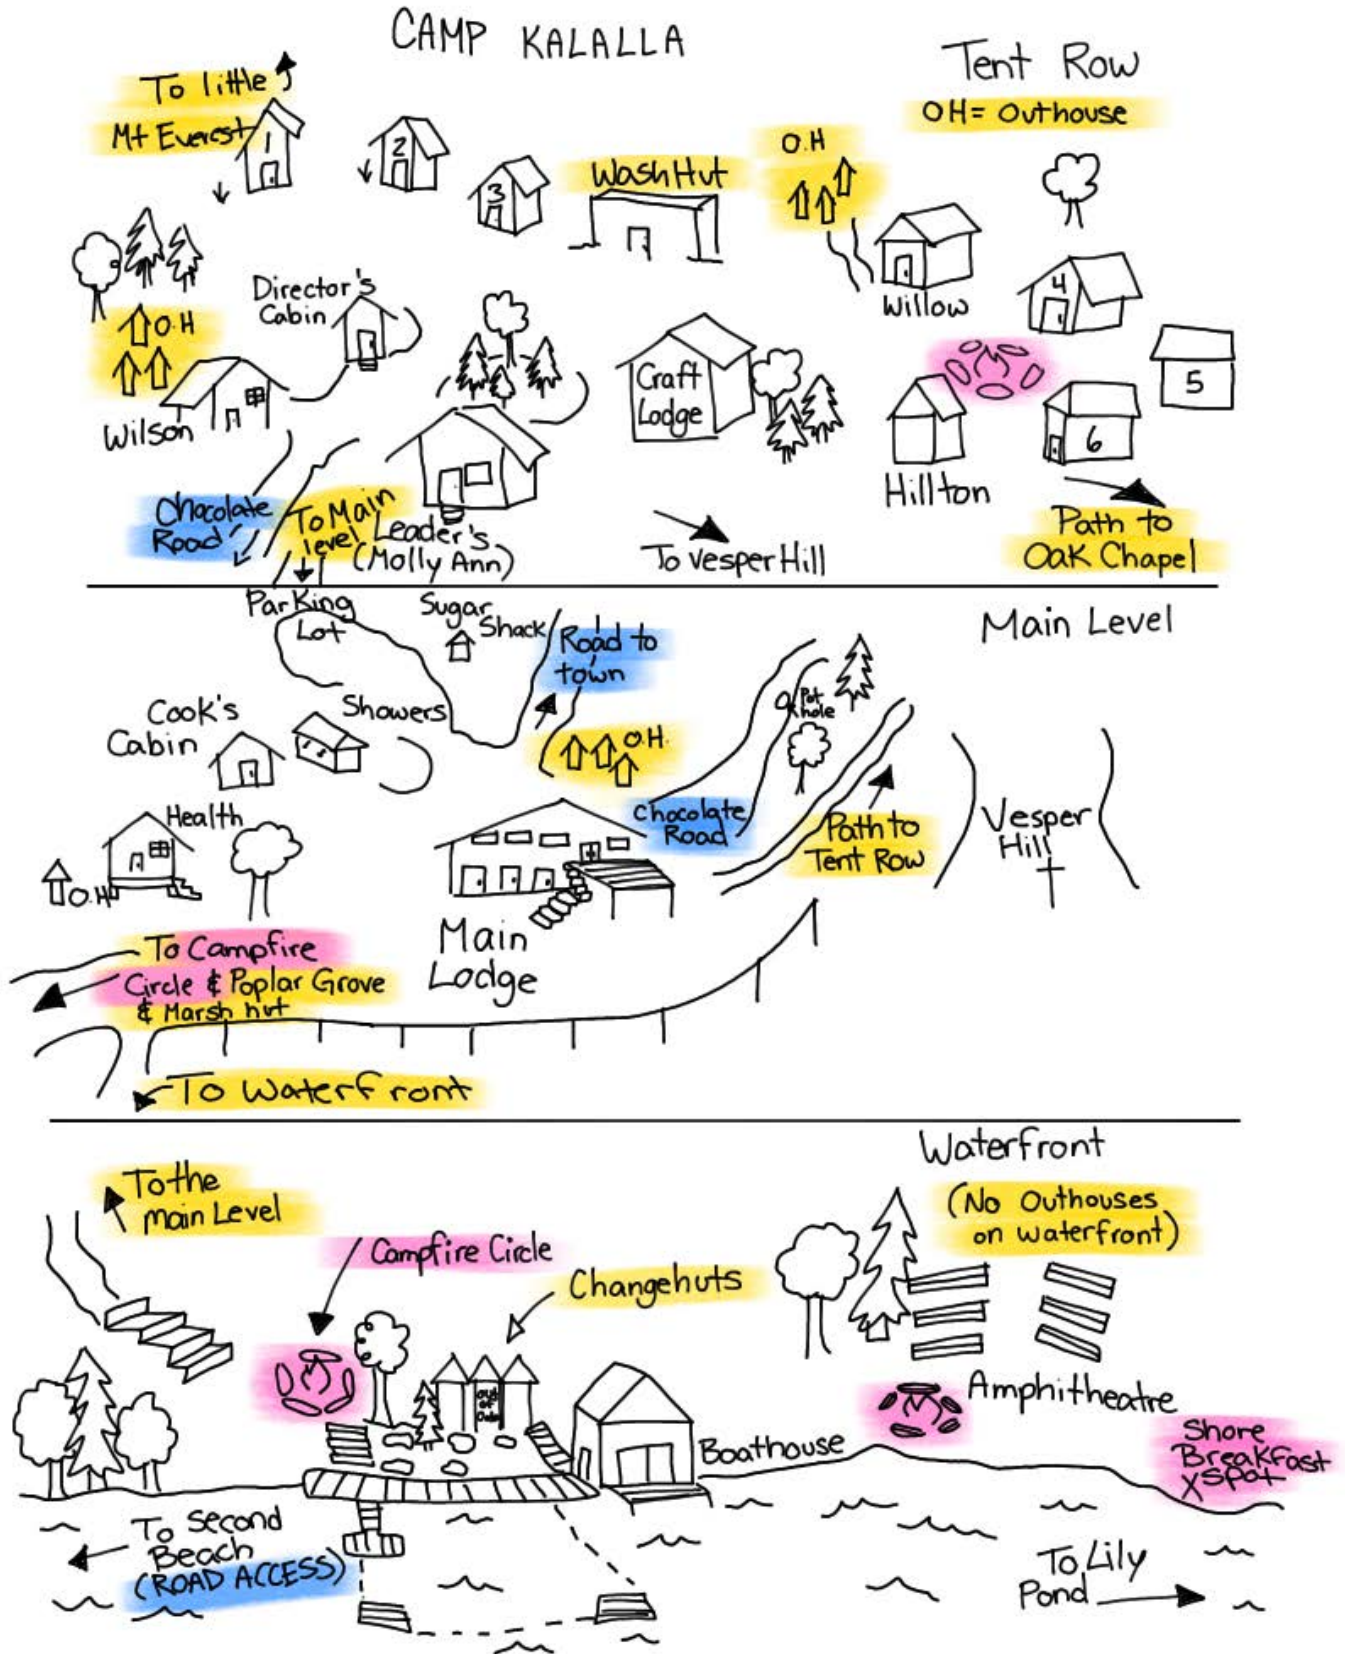 CAMP KALALLA
Tent Row
OH = Outhouse
To little
Mt Everest
1
2
3
Wash Hut
O.H
Willow
4
5
6
Director's
Cabin
O.H
Wilson
Craft
Lodge
Hillton
Chocolate
Road
To Main
level
Leader's
(Molly Ann)
To Vesper Hill
Path to
Oak Chapel
Main Level
Parking
Lot
Sugar
Shack
Road to
town
Pot
hole
Cook's
Cabin
Showers
O.H.
Health
O.H
Chocolate
Road
Path to
Tent Row
Vesper
Hill
Main
Lodge
To Campfire
Circle & Poplar Grove
& Marsh hut
To Waterfront
Waterfront
(No Outhouses
on waterfront)
To the
main Level
Campfire Circle
Changehuts
out
of
Boathouse
Amphitheatre
Shore
Breakfast
X spot
To Second
Beach
(ROAD ACCESS)
To Lily
Pond